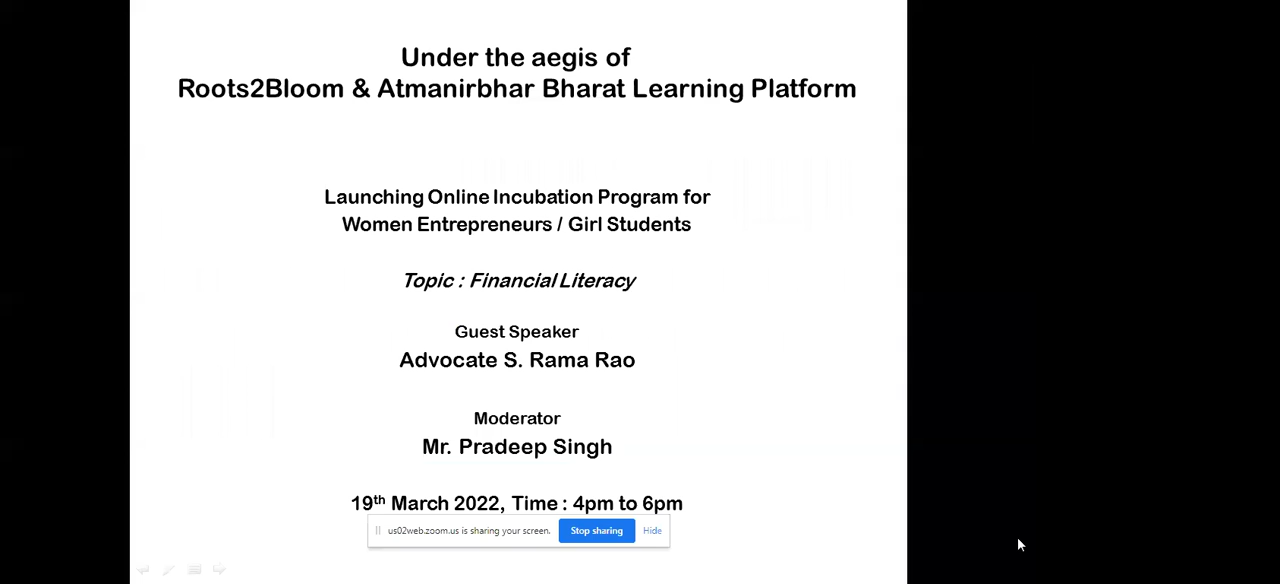 Under the aegis of
Roots2Bloom & Atmanirbhar Bharat Learning Platform
Launching Online Incubation Program for
Women Entrepreneurs / Girl Students
Topic : Financial Literacy
Guest Speaker
Advocate S. Rama Rao
Moderator
Mr. Pradeep Singh
19th March 2022, Time : 4pm to 6pm
us02web.zoom.us is sharing your screen. Stop sharing Hide